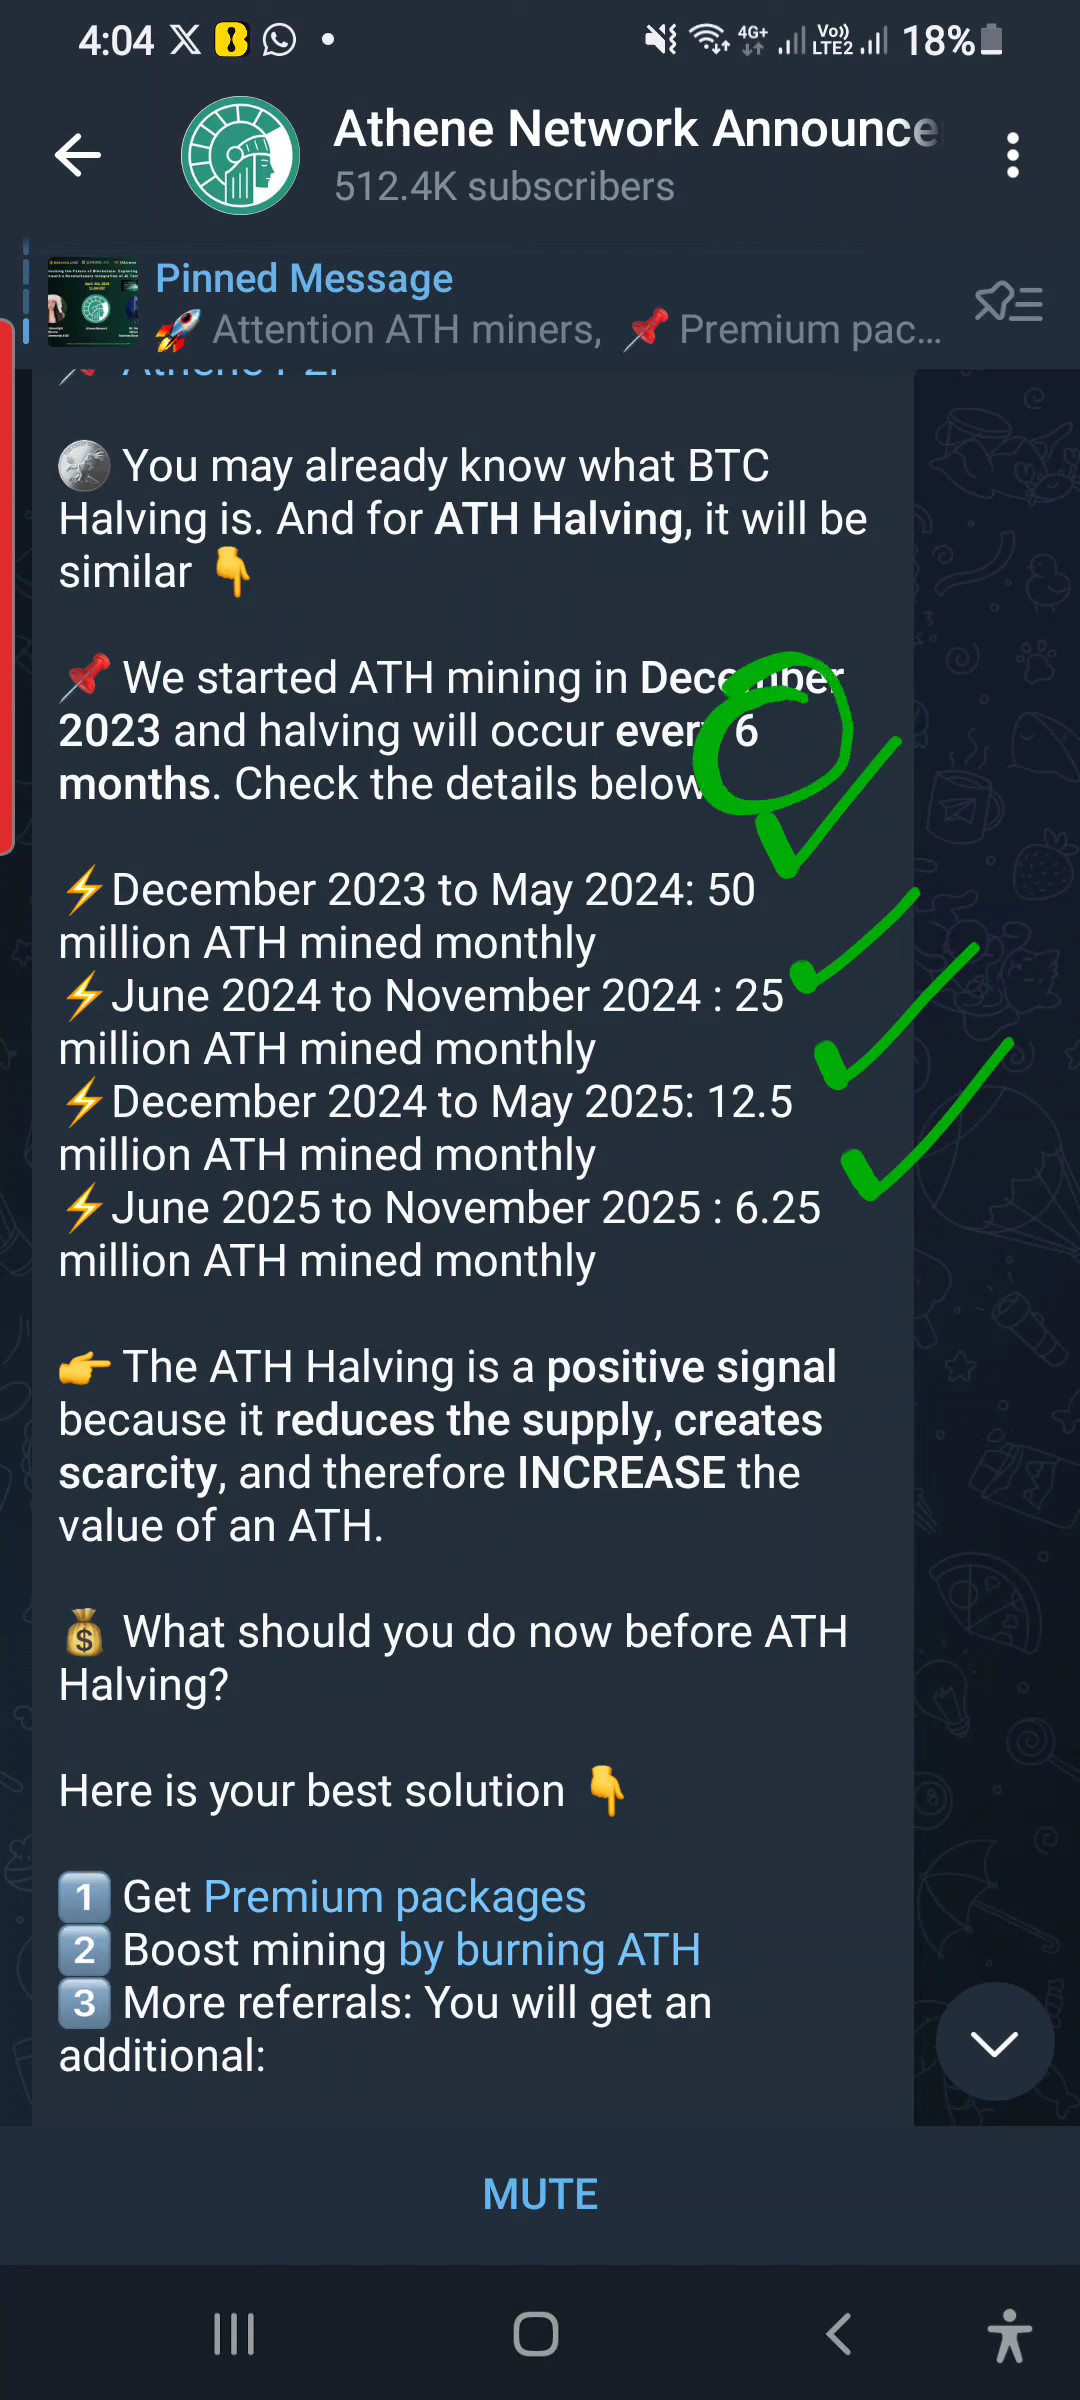 4:04
4G+
Vo))
LTE2
18%
Athene Network Announce
512.4K subscribers
Pinned Message
🚀 Attention ATH miners, 📌 Premium pac...
You may already know what BTC
Halving is. And for ATH Halving, it will be
similar 👇
📌 We started ATH mining in December
2023 and halving will occur every 6
months. Check the details below
⚡December 2023 to May 2024: 50
million ATH mined monthly
⚡June 2024 to November 2024 : 25
million ATH mined monthly
⚡December 2024 to May 2025: 12.5
million ATH mined monthly
⚡June 2025 to November 2025 : 6.25
million ATH mined monthly
👉 The ATH Halving is a positive signal
because it reduces the supply, creates
scarcity, and therefore INCREASE the
value of an ATH.
💰 What should you do now before ATH
Halving?
Here is your best solution 👇
1️⃣ Get Premium packages
2️⃣ Boost mining by burning ATH
3️⃣ More referrals: You will get an
additional:
MUTE